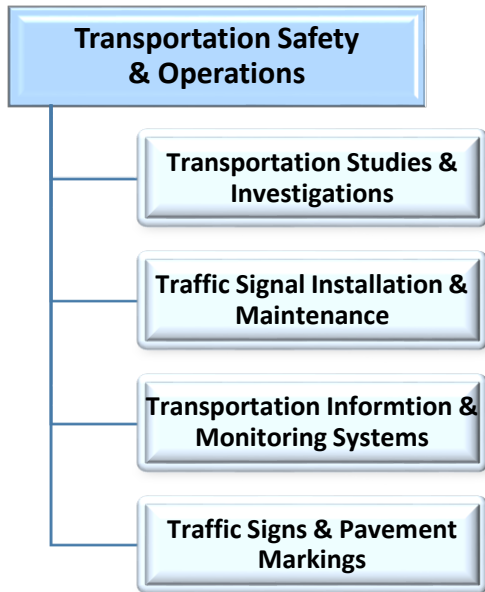 Transportation Safety
& Operations
Transportation Studies &
Investigations
Traffic Signal Installation &
Maintenance
Transportation Informtion &
Monitoring Systems
Traffic Signs & Pavement
Markings